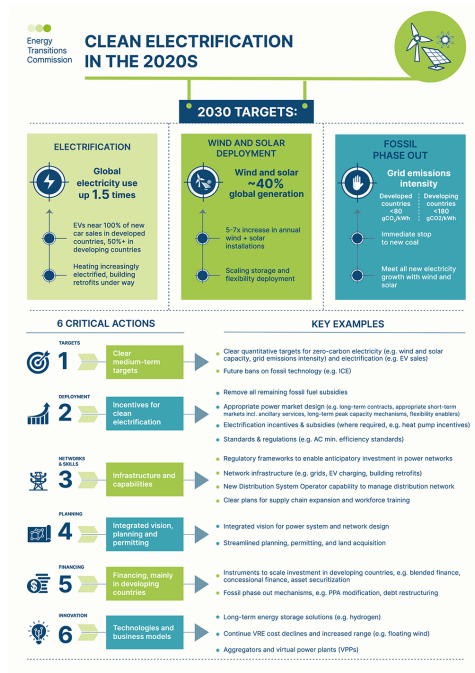 Energy
Transitions
Commission
CLEAN ELECTRIFICATION
IN THE 2020S
2030 TARGETS:
ELECTRIFICATION
Global
electricity use
up 1.5 times
EVs near 100% of new
car sales in developed
countries, 50%+ in
developing countries
Heating increasingly
electrified, building
retrofits under way
WIND AND SOLAR
DEPLOYMENT
Wind and solar
~40%
global generation
5-7x increase in annual
wind + solar
installations
Scaling storage and
flexibility deployment
FOSSIL
PHASE OUT
Grid emissions
intensity
Developed
countries
<80
gCO₂/kWh
Developing
countries
<180
gCO2/kWh
Immediate stop
to new coal
Meet all new electricity
growth with wind and
solar
6 CRITICAL ACTIONS
KEY EXAMPLES
TARGETS
1
Clear
medium-term
targets
Clear quantitative targets for zero-carbon electricity (e.g. wind and solar
capacity, grid emissions intensity) and electrification (e.g. EV sales)
Future bans on fossil technology (e.g. ICE)
DEPLOYMENT
2
Incentives for
clean
electrification
Remove all remaining fossil fuel subsidies
Appropriate power market design (e.g. long-term contracts, appropriate short-term
markets incl. ancillary services, long-term peak capacity mechanisms, flexibility enablers)
Electrification incentives & subsidies (where required, e.g. heat pump incentives)
Standards & regulations (e.g. AC min. efficiency standards)
NETWORKS
& SKILLS
3
Infrastructure and
capabilities
Regulatory frameworks to enable anticipatory investment in power networks
Network infrastructure (e.g. grids, EV charging, building retrofits)
New Distribution System Operator capability to manage distribution network
Clear plans for supply chain expansion and workforce training
PLANNING
4
Integrated vision,
planning and
permitting
Integrated vision for power system and network design
Streamlined planning, permitting, and land acquisition
FINANCING
5
Financing, mainly
in developing
countries
Instruments to scale investment in developing countries, e.g. blended finance,
concessional finance, asset securitization
Fossil phase out mechanisms, e.g. PPA modification, debt restructuring
INNOVATION
6
Technologies and
business models
Long-term energy storage solutions (e.g. hydrogen)
Continue VRE cost declines and increased range (e.g. floating wind)
Aggregators and virtual power plants (VPPs)